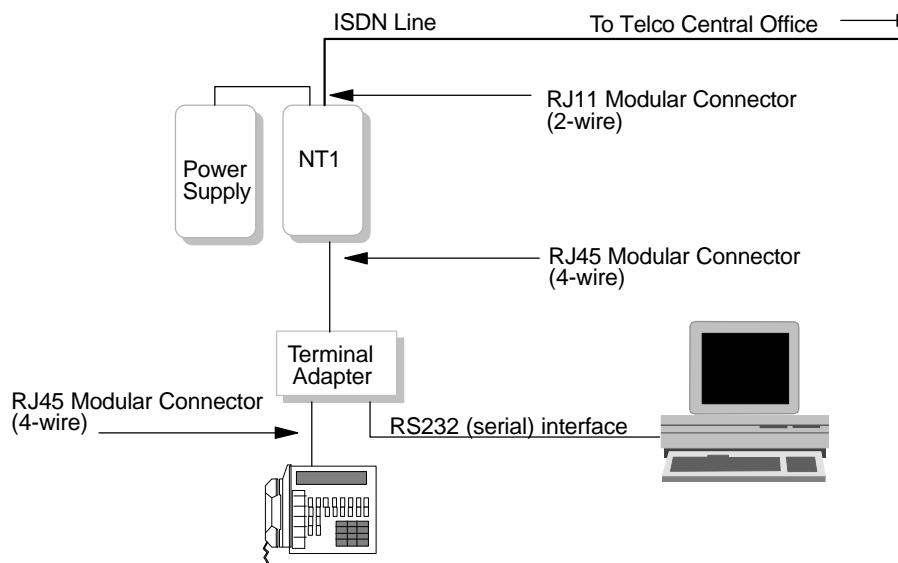 ISDN Line
To Telco Central Office
RJ11 Modular Connector
(2-wire)
Power
Supply
NT1
RJ45 Modular Connector
(4-wire)
Terminal
Adapter
RJ45 Modular Connector
(4-wire)
RS232 (serial) interface